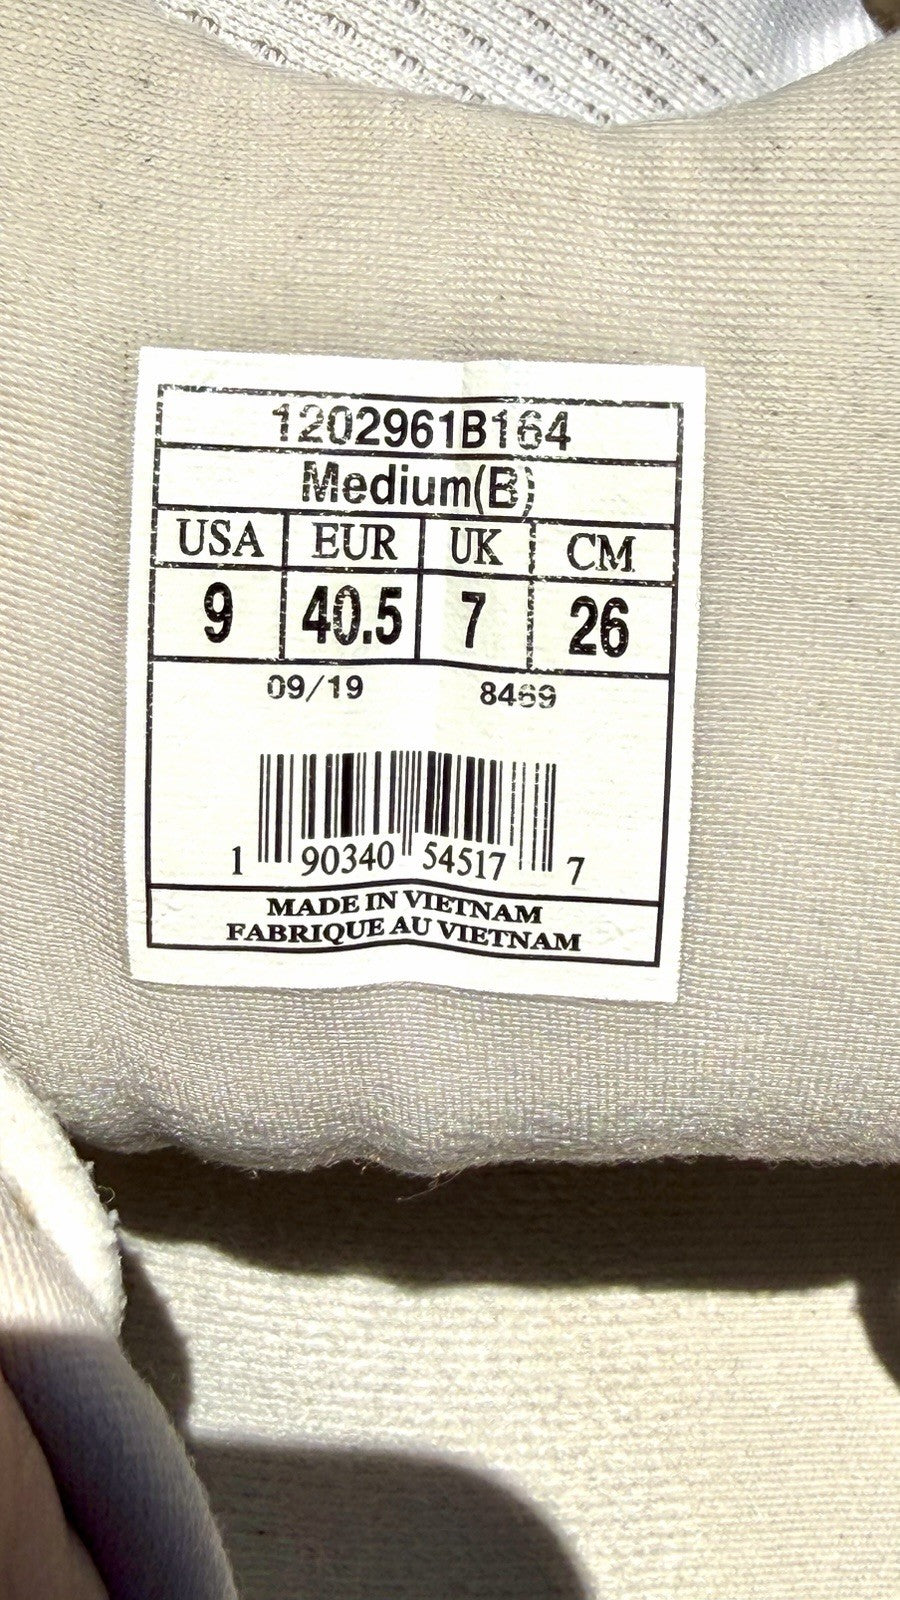 1202961B164
Medium(B)
USA EUR UK CM
9 40.5 7 26
09/19 8469
1 90340 54517 7
MADE IN VIETNAM
FABRIQUE AU VIETNAM